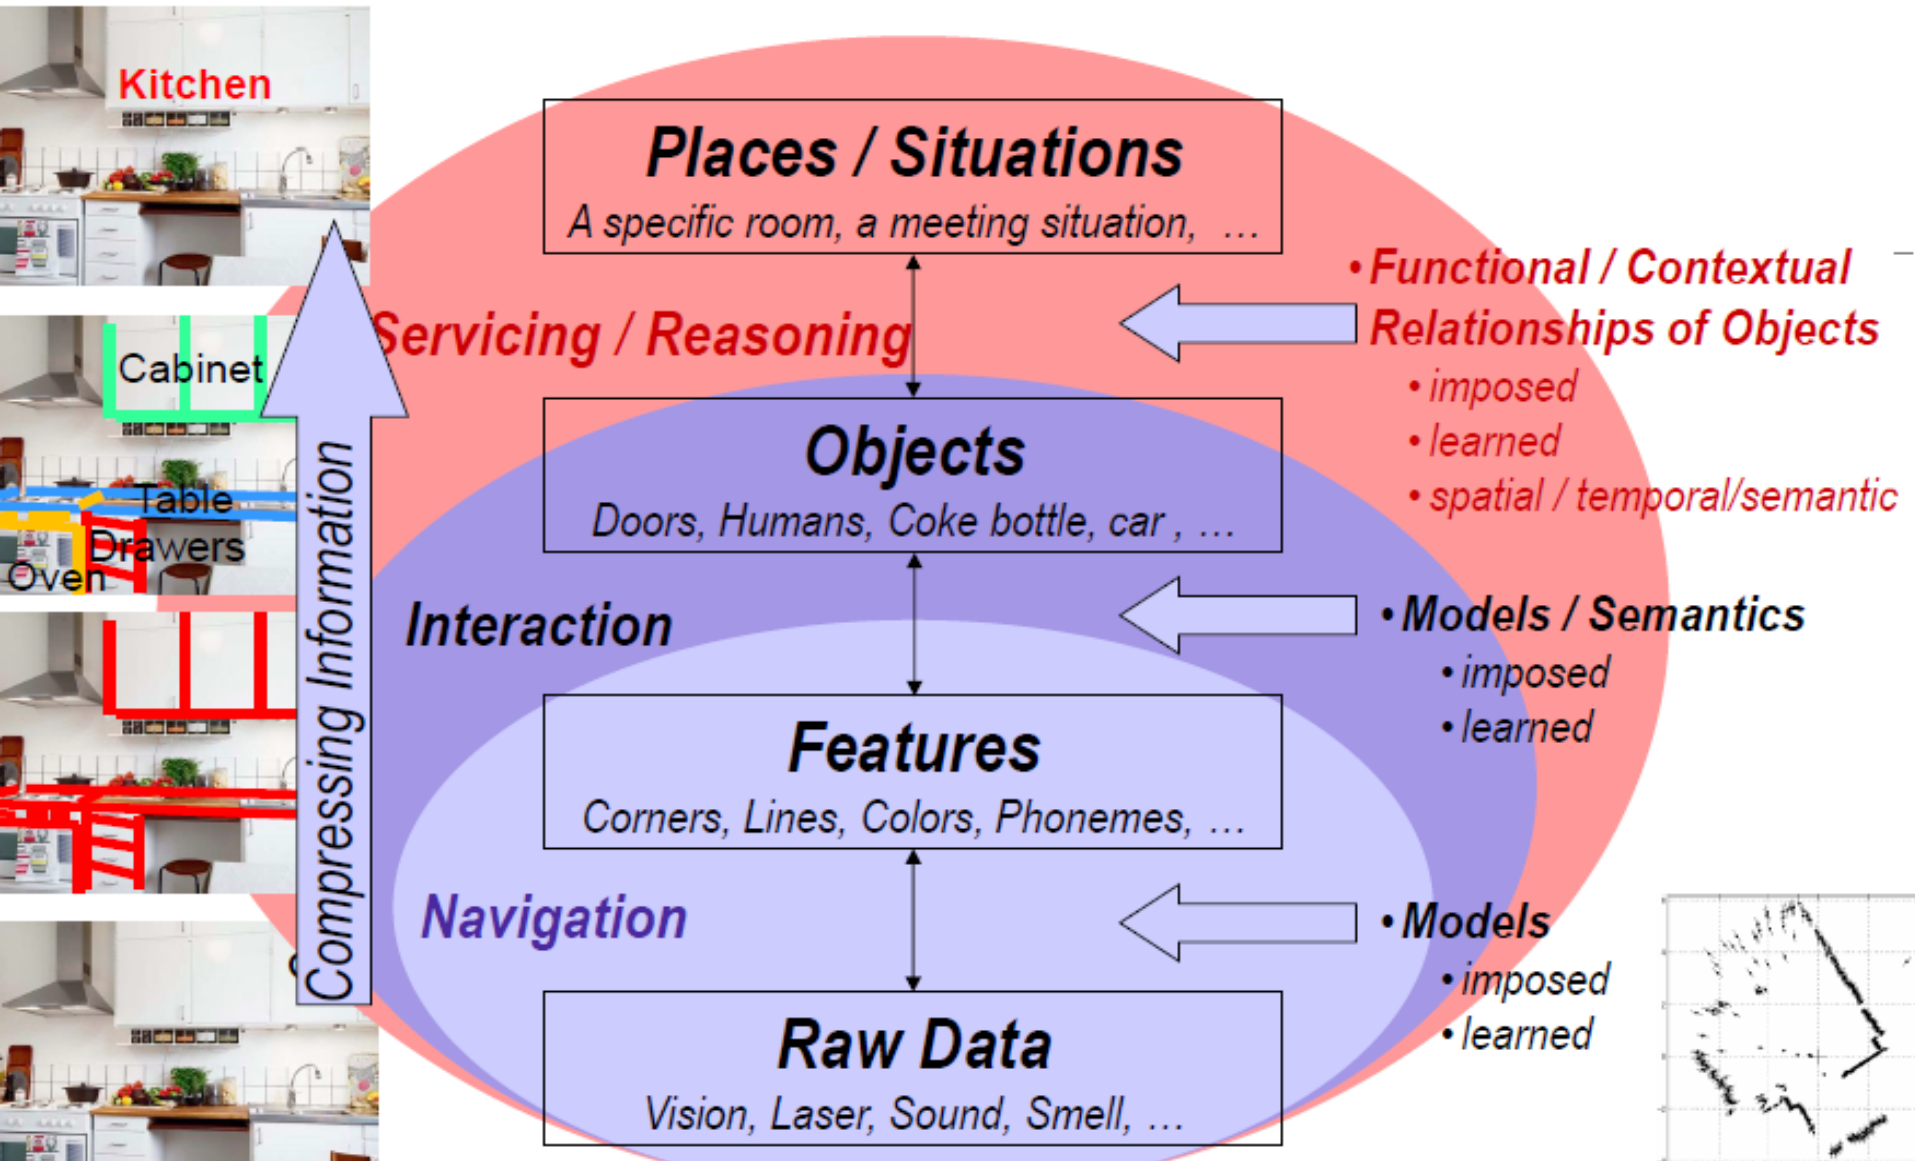 Kitchen
Places / Situations
A specific room, a meeting situation, ...
Servicing / Reasoning
• Functional / Contextual
Relationships of Objects
• imposed
• learned
• spatial / temporal/semantic
Cabinet
Table
Drawers
Oven
Compressing Information
Objects
Doors, Humans, Coke bottle, car , ...
Interaction
• Models / Semantics
• imposed
• learned
Features
Corners, Lines, Colors, Phonemes, ...
Navigation
• Models
• imposed
• learned
Raw Data
Vision, Laser, Sound, Smell, ...